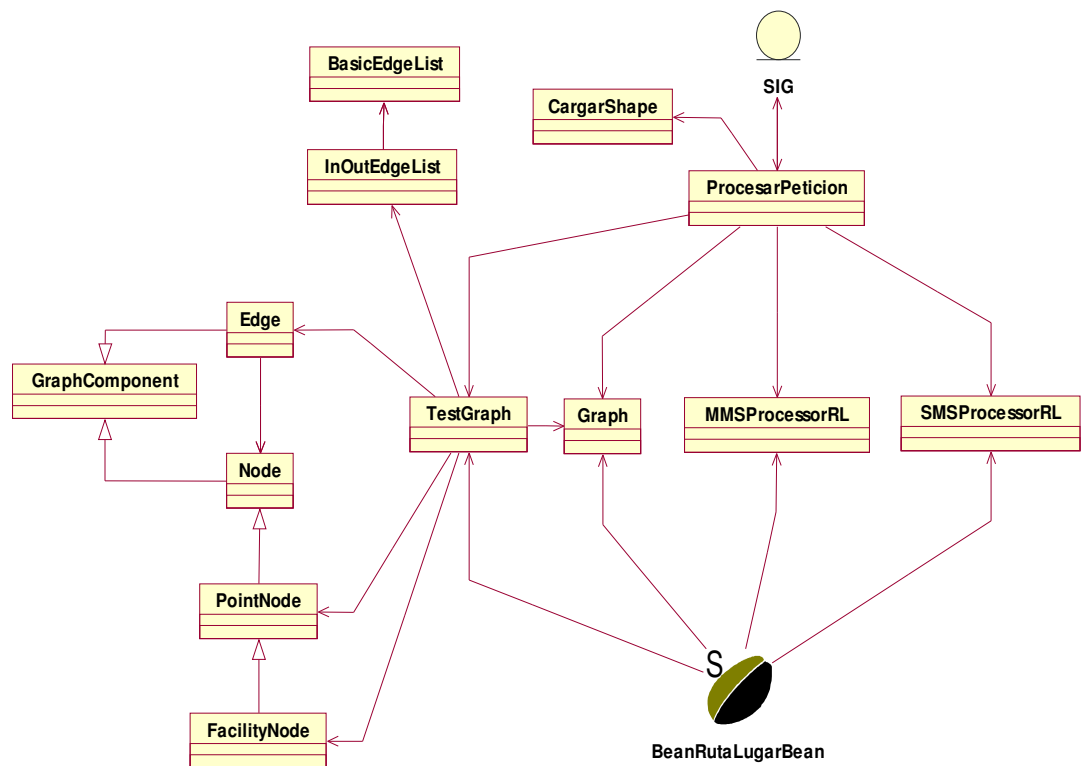 BasicEdgeList
SIG
CargarShape
InOutEdgeList
ProcesarPeticion
Edge
GraphComponent
TestGraph
Graph
MMSProcessorRL
SMSProcessorRL
Node
PointNode
S
FacilityNode
BeanRutaLugarBean